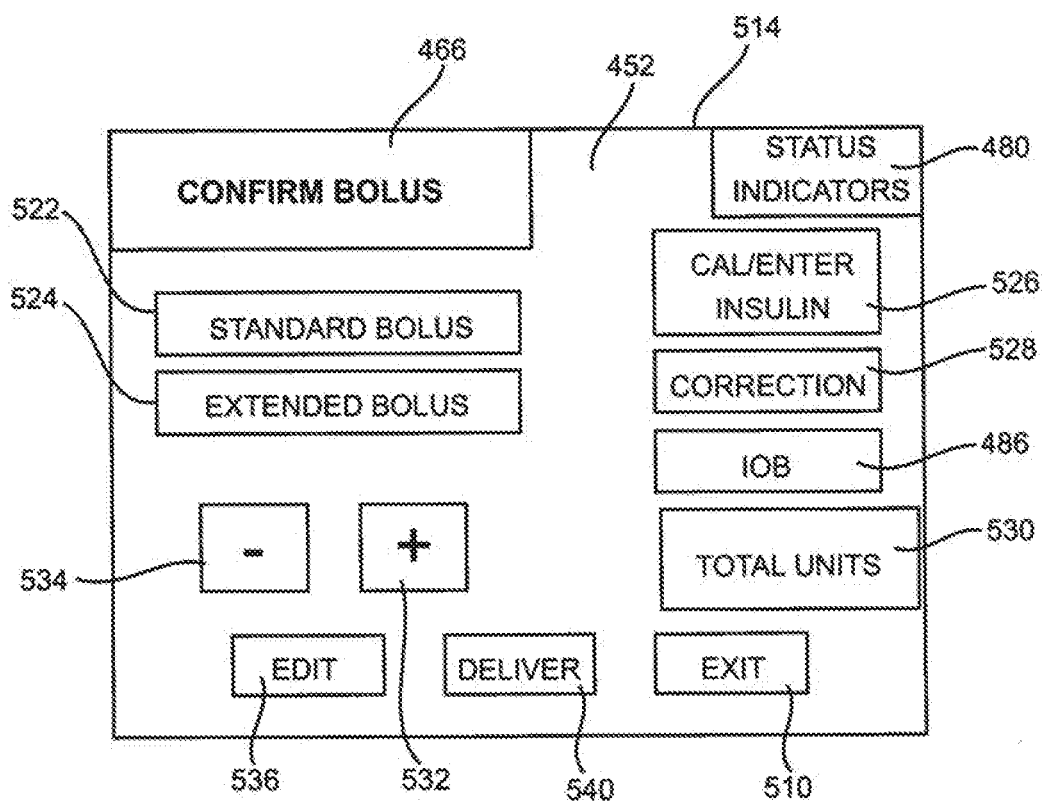 514
466
452
CONFIRM BOLUS
STATUS
INDICATORS
480
522
CAL/ENTER
INSULIN
526
524
STANDARD BOLUS
528
CORRECTION
EXTENDED BOLUS
486
IOB
-
+
530
TOTAL UNITS
534
EDIT
DELIVER
EXIT
536
532
540
510